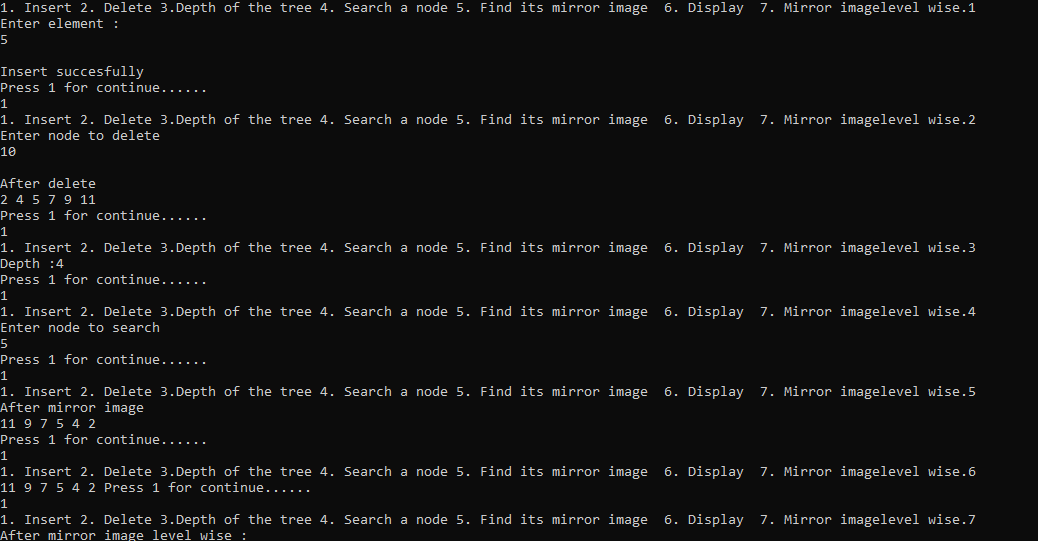 1. Insert 2. Delete 3.Depth of the tree 4. Search a node 5. Find its mirror image  6. Display  7. Mirror imagelevel wise.1
Enter element :
5
Insert succesfully
Press 1 for continue......
1
1. Insert 2. Delete 3.Depth of the tree 4. Search a node 5. Find its mirror image  6. Display  7. Mirror imagelevel wise.2
Enter node to delete
10
After delete
2 4 5 7 9 11
Press 1 for continue......
1
1. Insert 2. Delete 3.Depth of the tree 4. Search a node 5. Find its mirror image  6. Display  7. Mirror imagelevel wise.3
Depth :4
Press 1 for continue......
1
1. Insert 2. Delete 3.Depth of the tree 4. Search a node 5. Find its mirror image  6. Display  7. Mirror imagelevel wise.4
Enter node to search
5
Press 1 for continue......
1
1. Insert 2. Delete 3.Depth of the tree 4. Search a node 5. Find its mirror image  6. Display  7. Mirror imagelevel wise.5
After mirror image
11 9 7 5 4 2
Press 1 for continue......
1
1. Insert 2. Delete 3.Depth of the tree 4. Search a node 5. Find its mirror image  6. Display  7. Mirror imagelevel wise.6
11 9 7 5 4 2 Press 1 for continue......
1
1. Insert 2. Delete 3.Depth of the tree 4. Search a node 5. Find its mirror image  6. Display  7. Mirror imagelevel wise.7
After mirror image level wise :